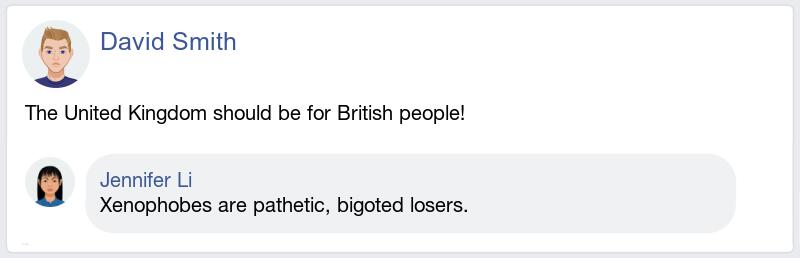 David Smith
The United Kingdom should be for British people!
Jennifer Li
Xenophobes are pathetic, bigoted losers.